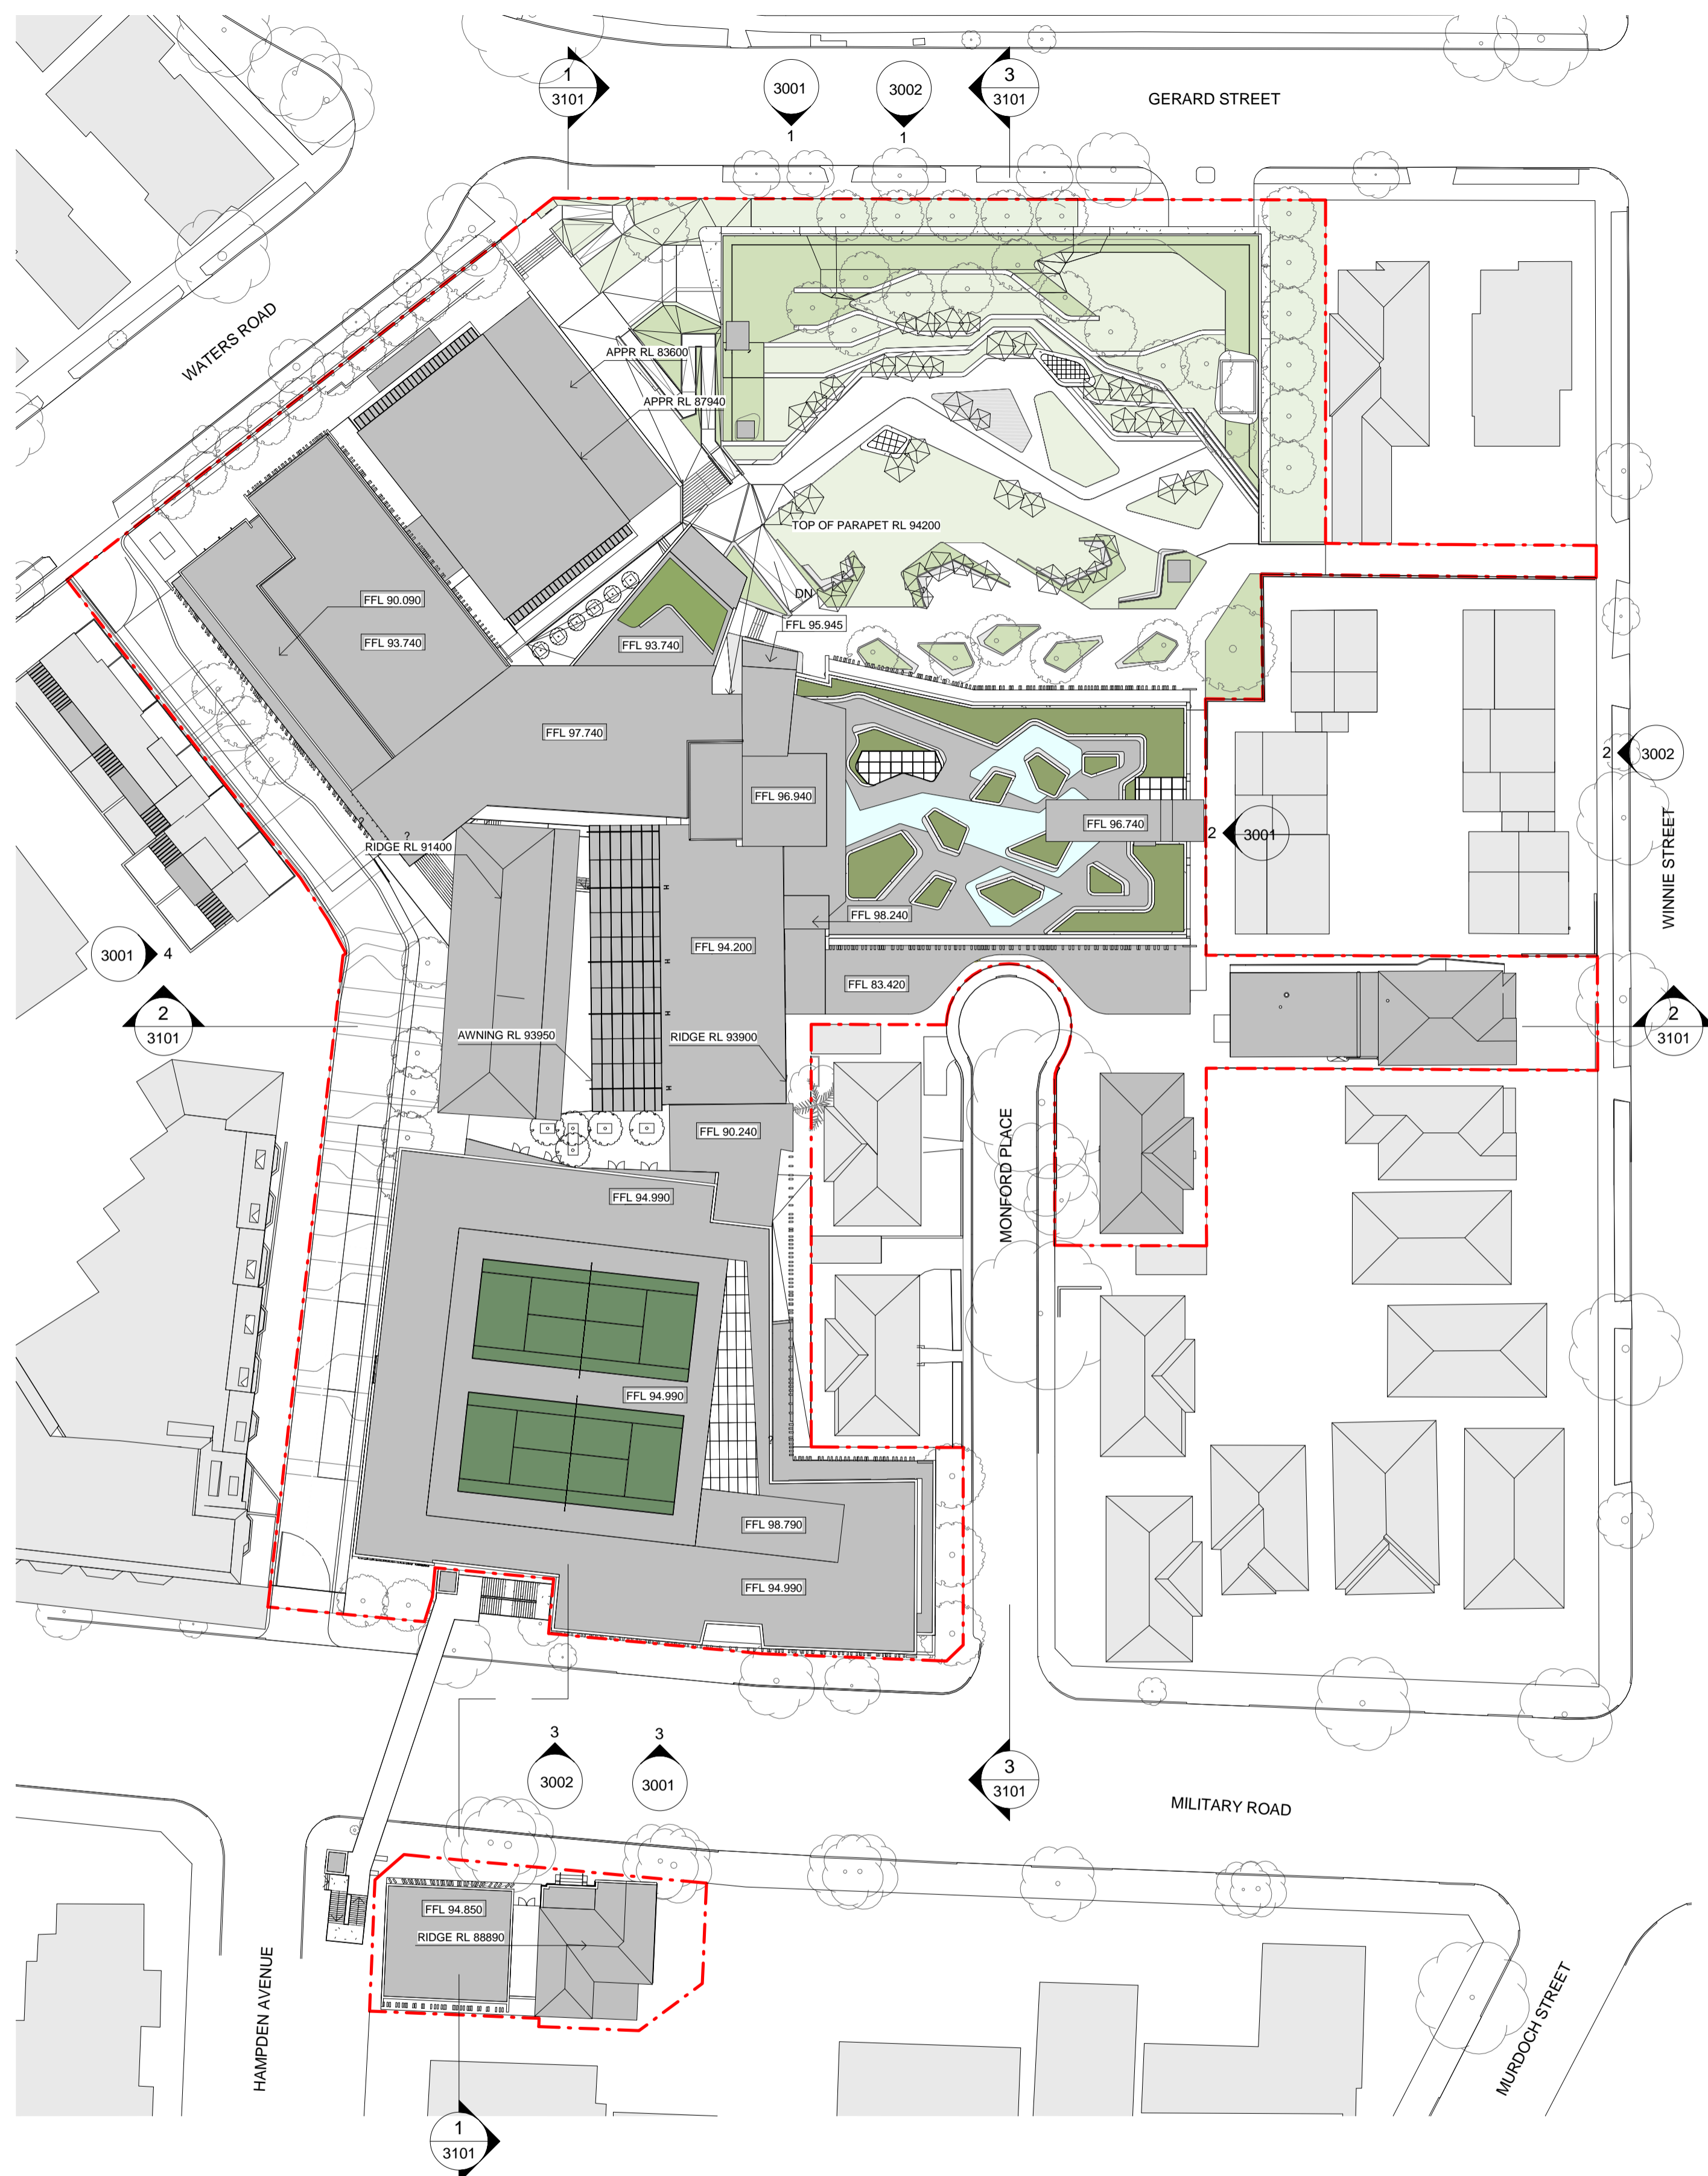 1
3101
3001
1
3002
1
3
3101
GERARD STREET
WATERS ROAD
APPR RL 83600
APPR RL 87940
TOP OF PARAPET RL 94200
DN
FFL 90.090
FFL 93.740
FFL 93.740
FFL 95.945
FFL 97.740
FFL 96.940
FFL 96.740
2
3002
2
3001
WINNIE STREET
?
?
RIDGE RL 91400
FFL 98.240
FFL 94.200
FFL 83.420
3001
4
2
3101
2
3101
AWNING RL 93950
RIDGE RL 93900
FFL 90.240
MONFORD PLACE
FFL 94.990
FFL 94.990
?
FFL 98.790
FFL 94.990
3
3002
3
3001
3
3101
MILITARY ROAD
FFL 94.850
RIDGE RL 88890
HAMPDEN AVENUE
MURDOCH STREET
1
3101